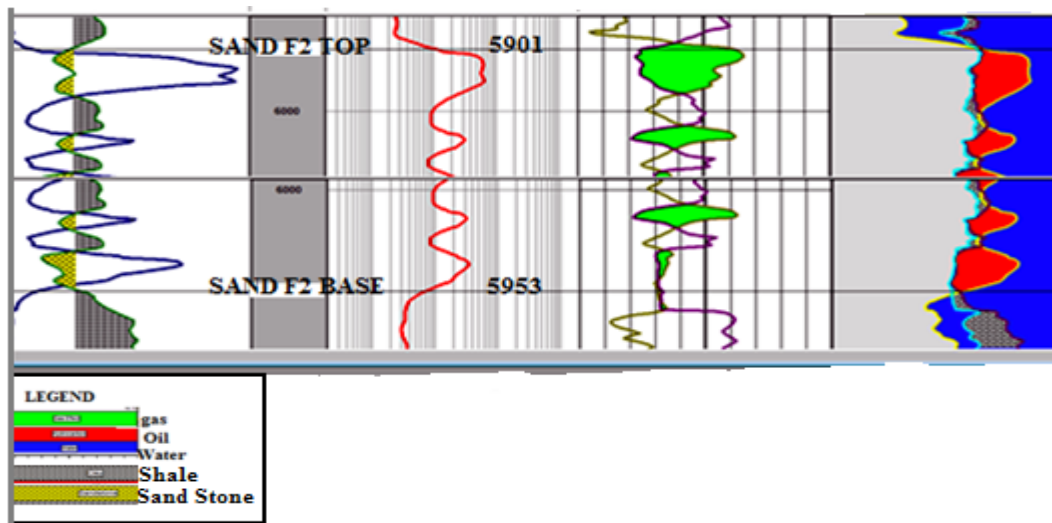 SAND F2 TOP 5901
6000
6000
SAND F2 BASE 5953
LEGEND
gas
Oil
Water
Shale
Sand Stone